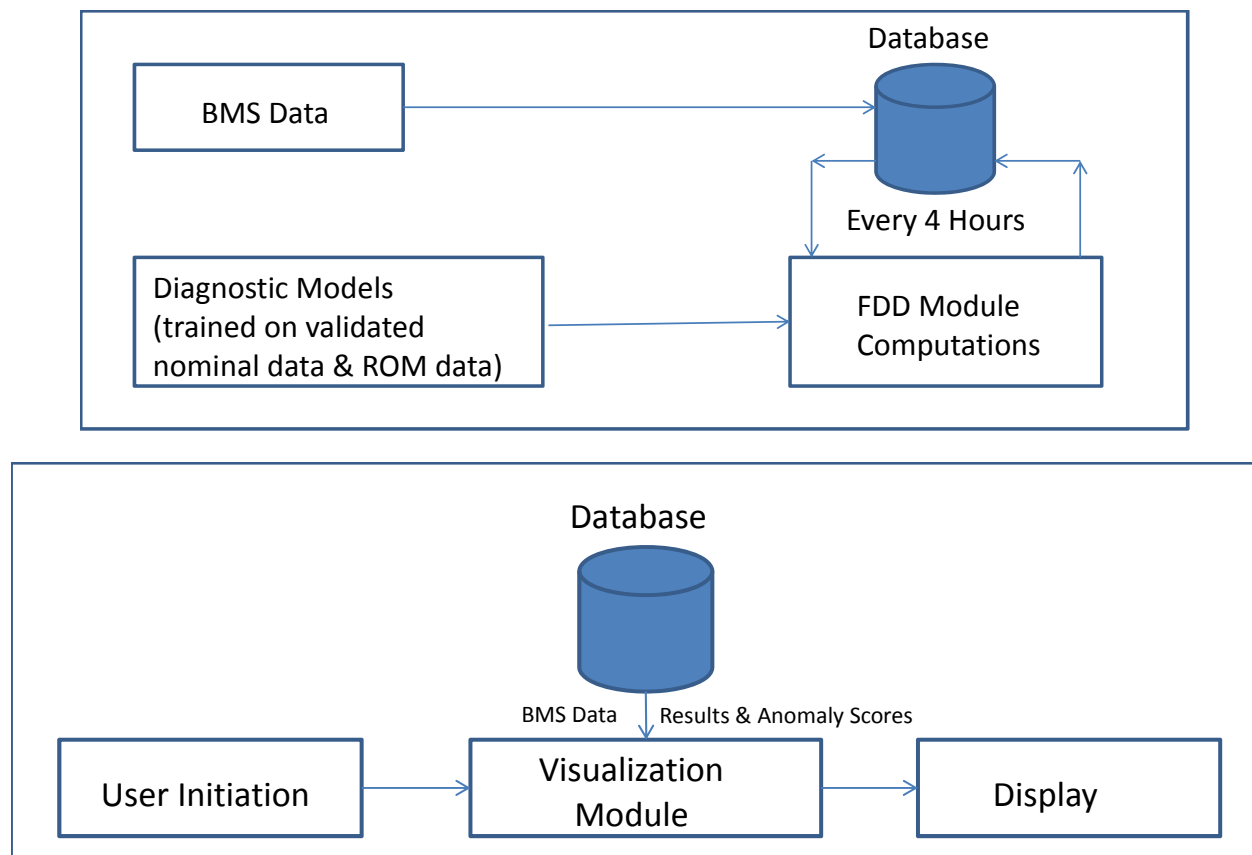 Database
BMS Data
Every 4 Hours
Diagnostic Models
(trained on validated
nominal data & ROM data)
FDD Module
Computations
Database
BMS Data
Results & Anomaly Scores
User Initiation
Visualization
Module
Display